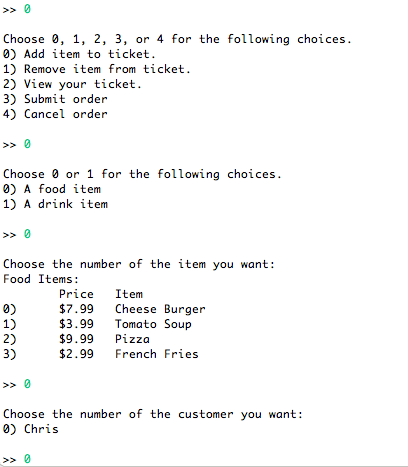 >> 0
Choose 0, 1, 2, 3, or 4 for the following choices.
0) Add item to ticket.
1) Remove item from ticket.
2) View your ticket.
3) Submit order
4) Cancel order
>> 0
Choose 0 or 1 for the following choices.
0) A food item
1) A drink item
>> 0
Choose the number of the item you want:
Food Items:
Price Item
0) $7.99 Cheese Burger
1) $3.99 Tomato Soup
2) $9.99 Pizza
3) $2.99 French Fries
>> 0
Choose the number of the customer you want:
0) Chris
>> 0